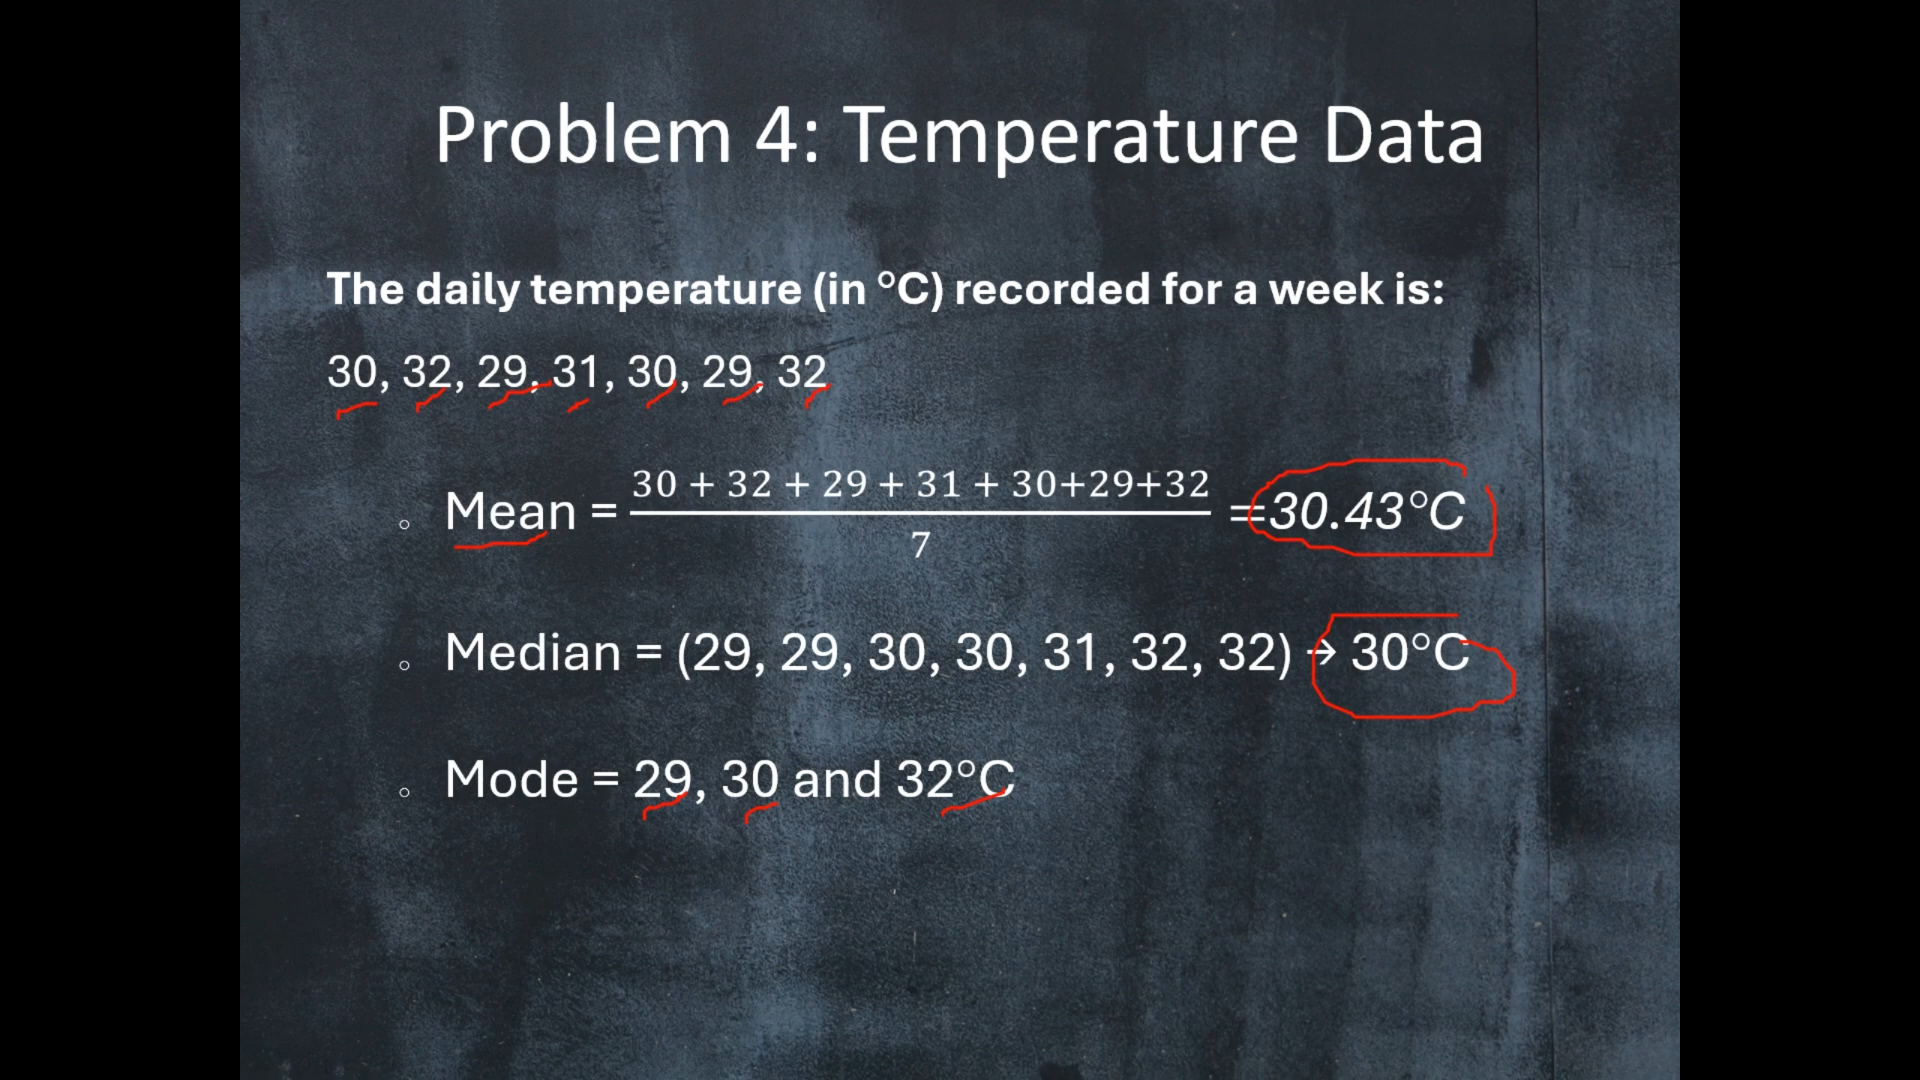 Problem 4: Temperature Data
The daily temperature (in °C) recorded for a week is:
30, 32, 29, 31, 30, 29, 32
Mean = (30 + 32 + 29 + 31 + 30+29+32) / 7 =30.43°C
Median = (29, 29, 30, 30, 31, 32, 32) → 30°C
Mode = 29, 30 and 32°C